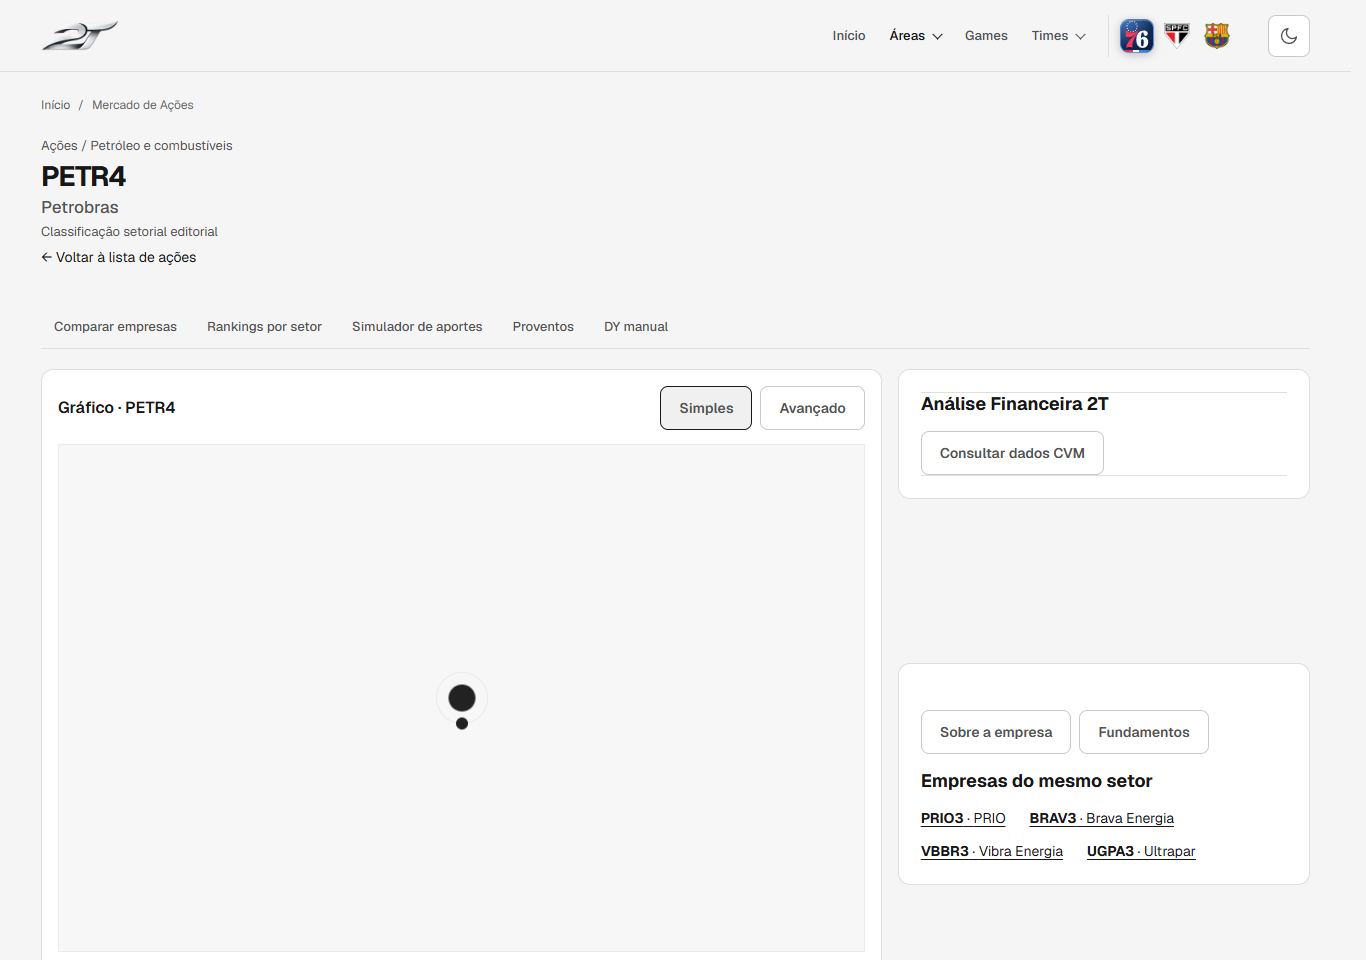 2T
Início
Áreas
Games
Times
76
SPFC
Início / Mercado de Ações
Ações / Petróleo e combustíveis
PETR4
Petrobras
Classificação setorial editorial
← Voltar à lista de ações
Comparar empresas
Rankings por setor
Simulador de aportes
Proventos
DY manual
Gráfico · PETR4
Simples
Avançado
Análise Financeira 2T
Consultar dados CVM
Sobre a empresa
Fundamentos
Empresas do mesmo setor
PRIO3 · PRIO
BRAV3 · Brava Energia
VBBR3 · Vibra Energia
UGPA3 · Ultrapar